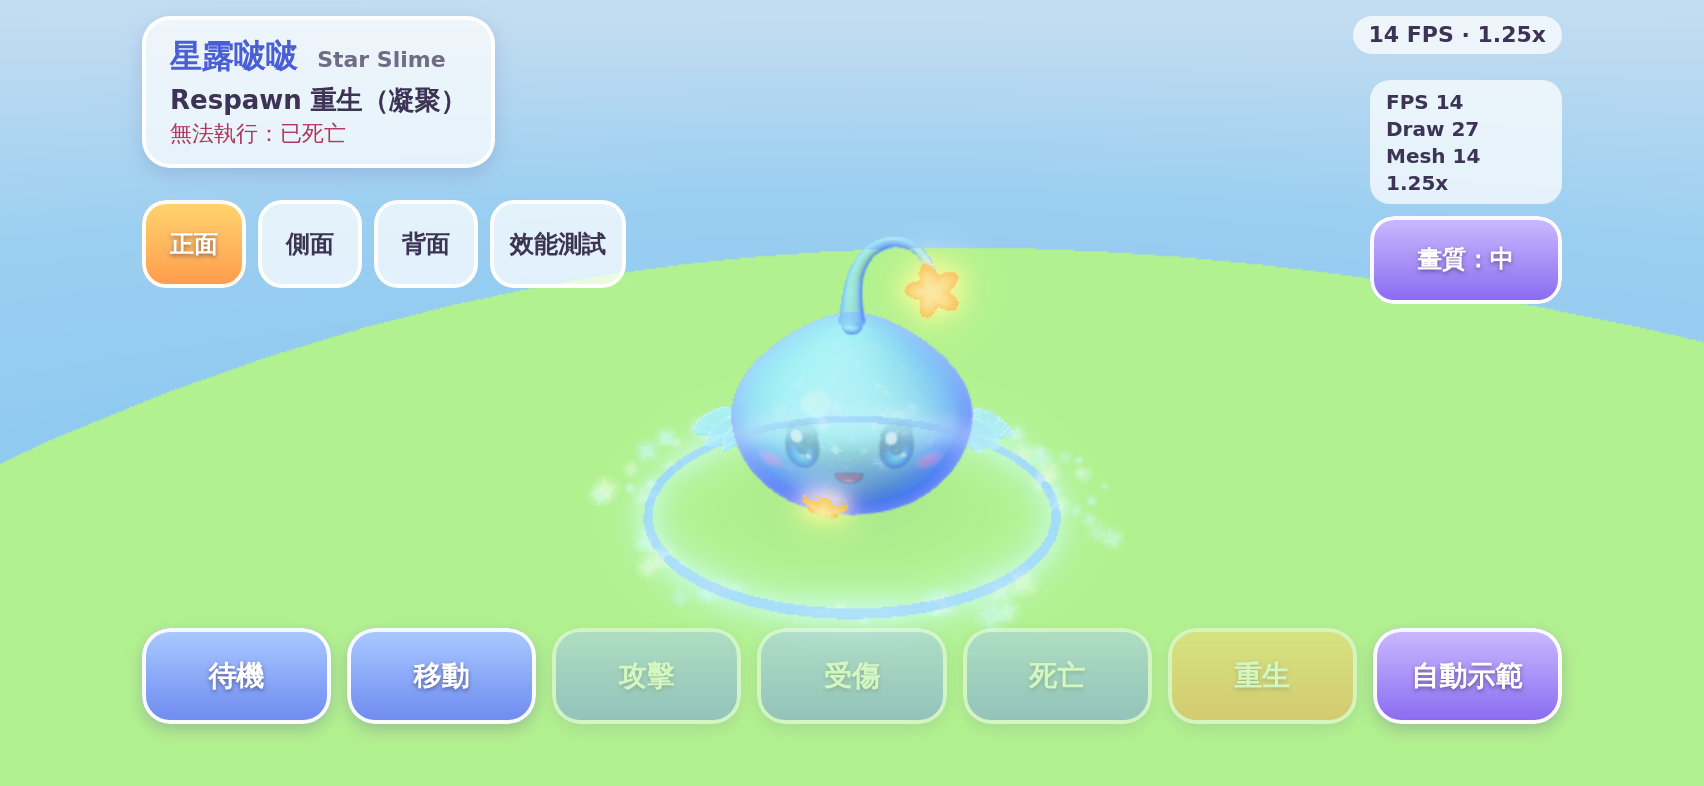 星露啵啵 Star Slime
Respawn 重生（凝聚）
無法執行：已死亡
14 FPS · 1.25x
FPS 14
Draw 27
Mesh 14
1.25x
正面 側面 背面 效能測試
畫質：中
待機 移動 攻擊 受傷 死亡 重生 自動示範